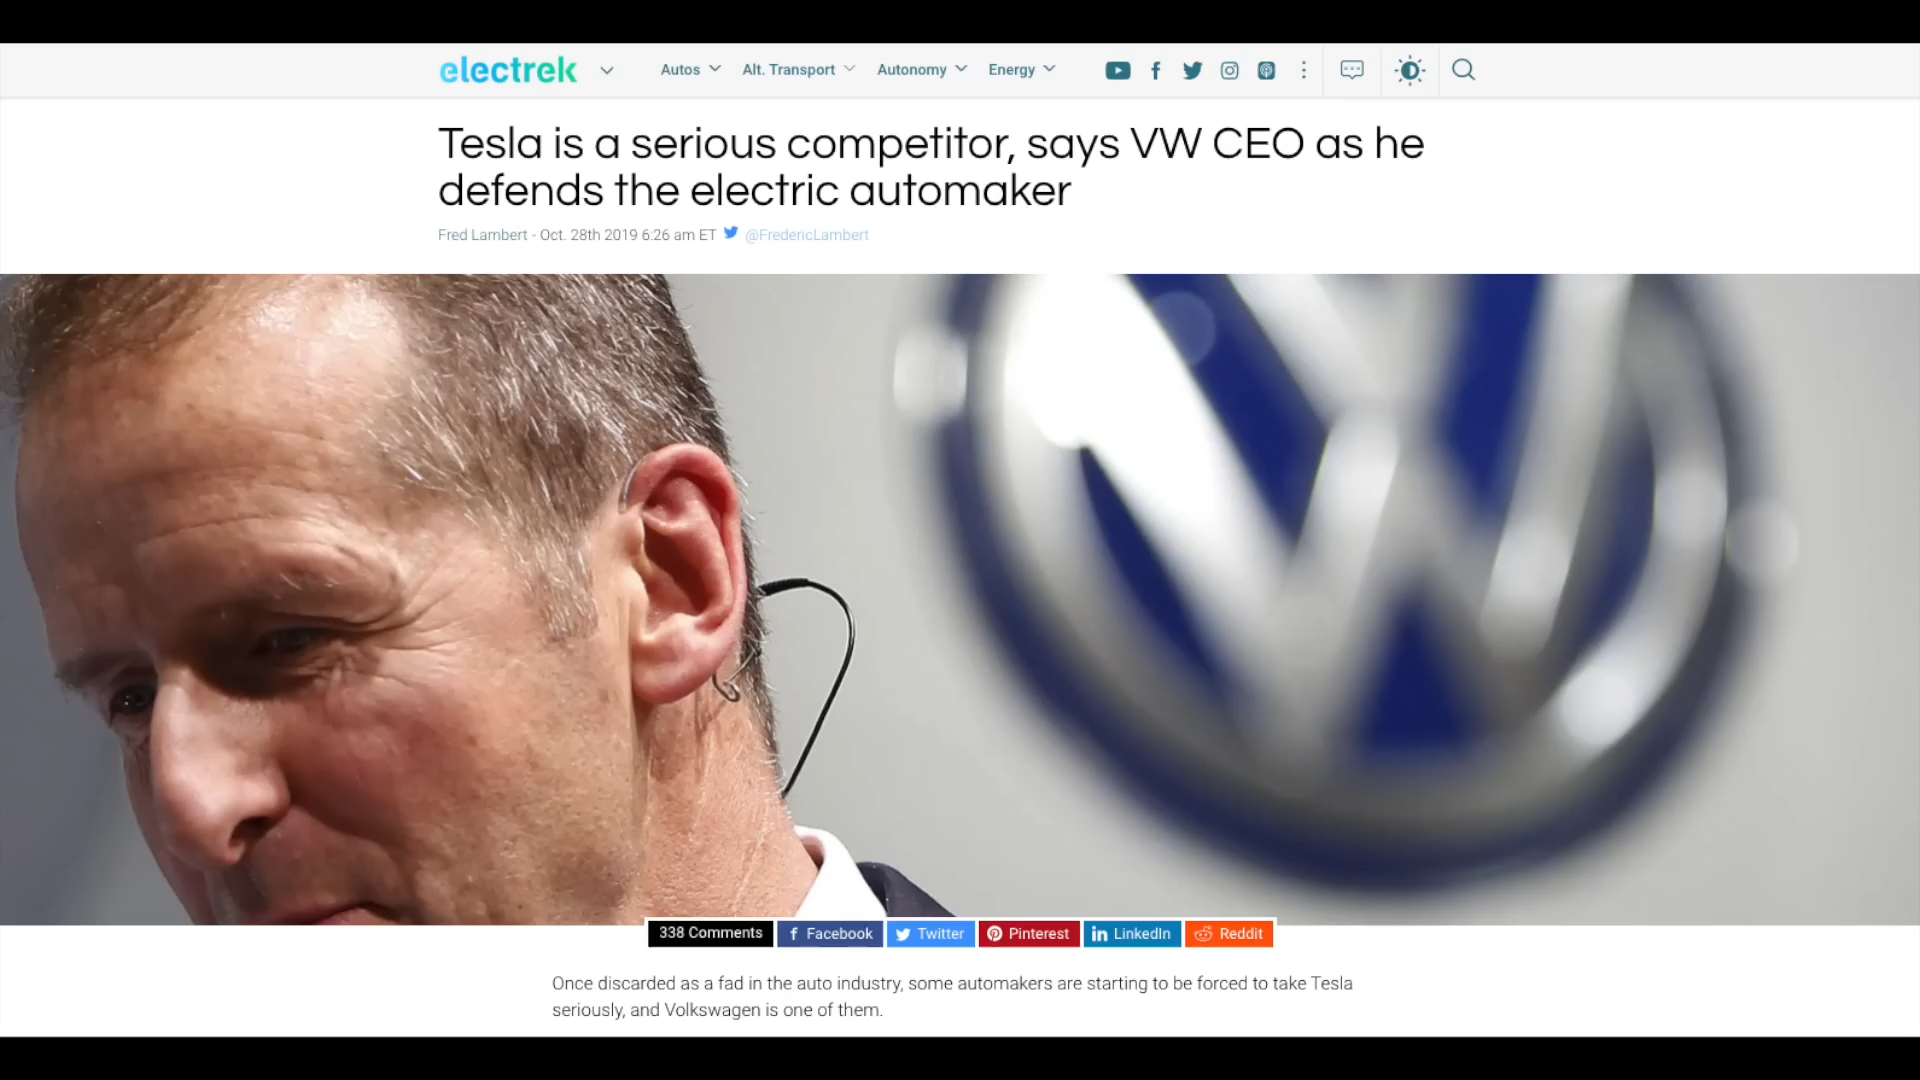 electrek Autos Alt. Transport Autonomy Energy
Tesla is a serious competitor, says VW CEO as he
defends the electric automaker
Fred Lambert - Oct. 28th 2019 6:26 am ET @FredericLambert
338 Comments Facebook Twitter Pinterest LinkedIn Reddit
Once discarded as a fad in the auto industry, some automakers are starting to be forced to take Tesla
seriously, and Volkswagen is one of them.